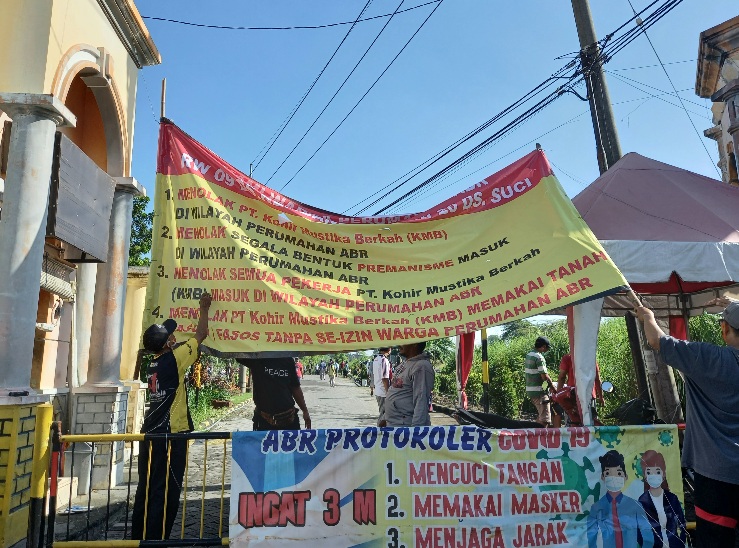 RW 09
DS. SUCI
1. MENOLAK PT. Kohir Mustika Berkah (KMB)
DI WILAYAH PERUMAHAN ABR
2. MENOLAK SEGALA BENTUK PREMANISME MASUK
DI WILAYAH PERUMAHAN ABR
3. MENOLAK SEMUA PEKERJA PT. Kohir Mustika Berkah
(KMB) MASUK DI WILAYAH PERUMAHAN ABR
4. MENOLAK PT Kohir Mustika Berkah (KMB) MEMAKAI TANAH
FASOS TANPA SE-IZIN WARGA PERUMAHAN ABR
PEACE
ABR PROTOKOLER COVID 19
INGAT 3 M
1. MENCUCI TANGAN
2. MEMAKAI MASKER
3. MENJAGA JARAK